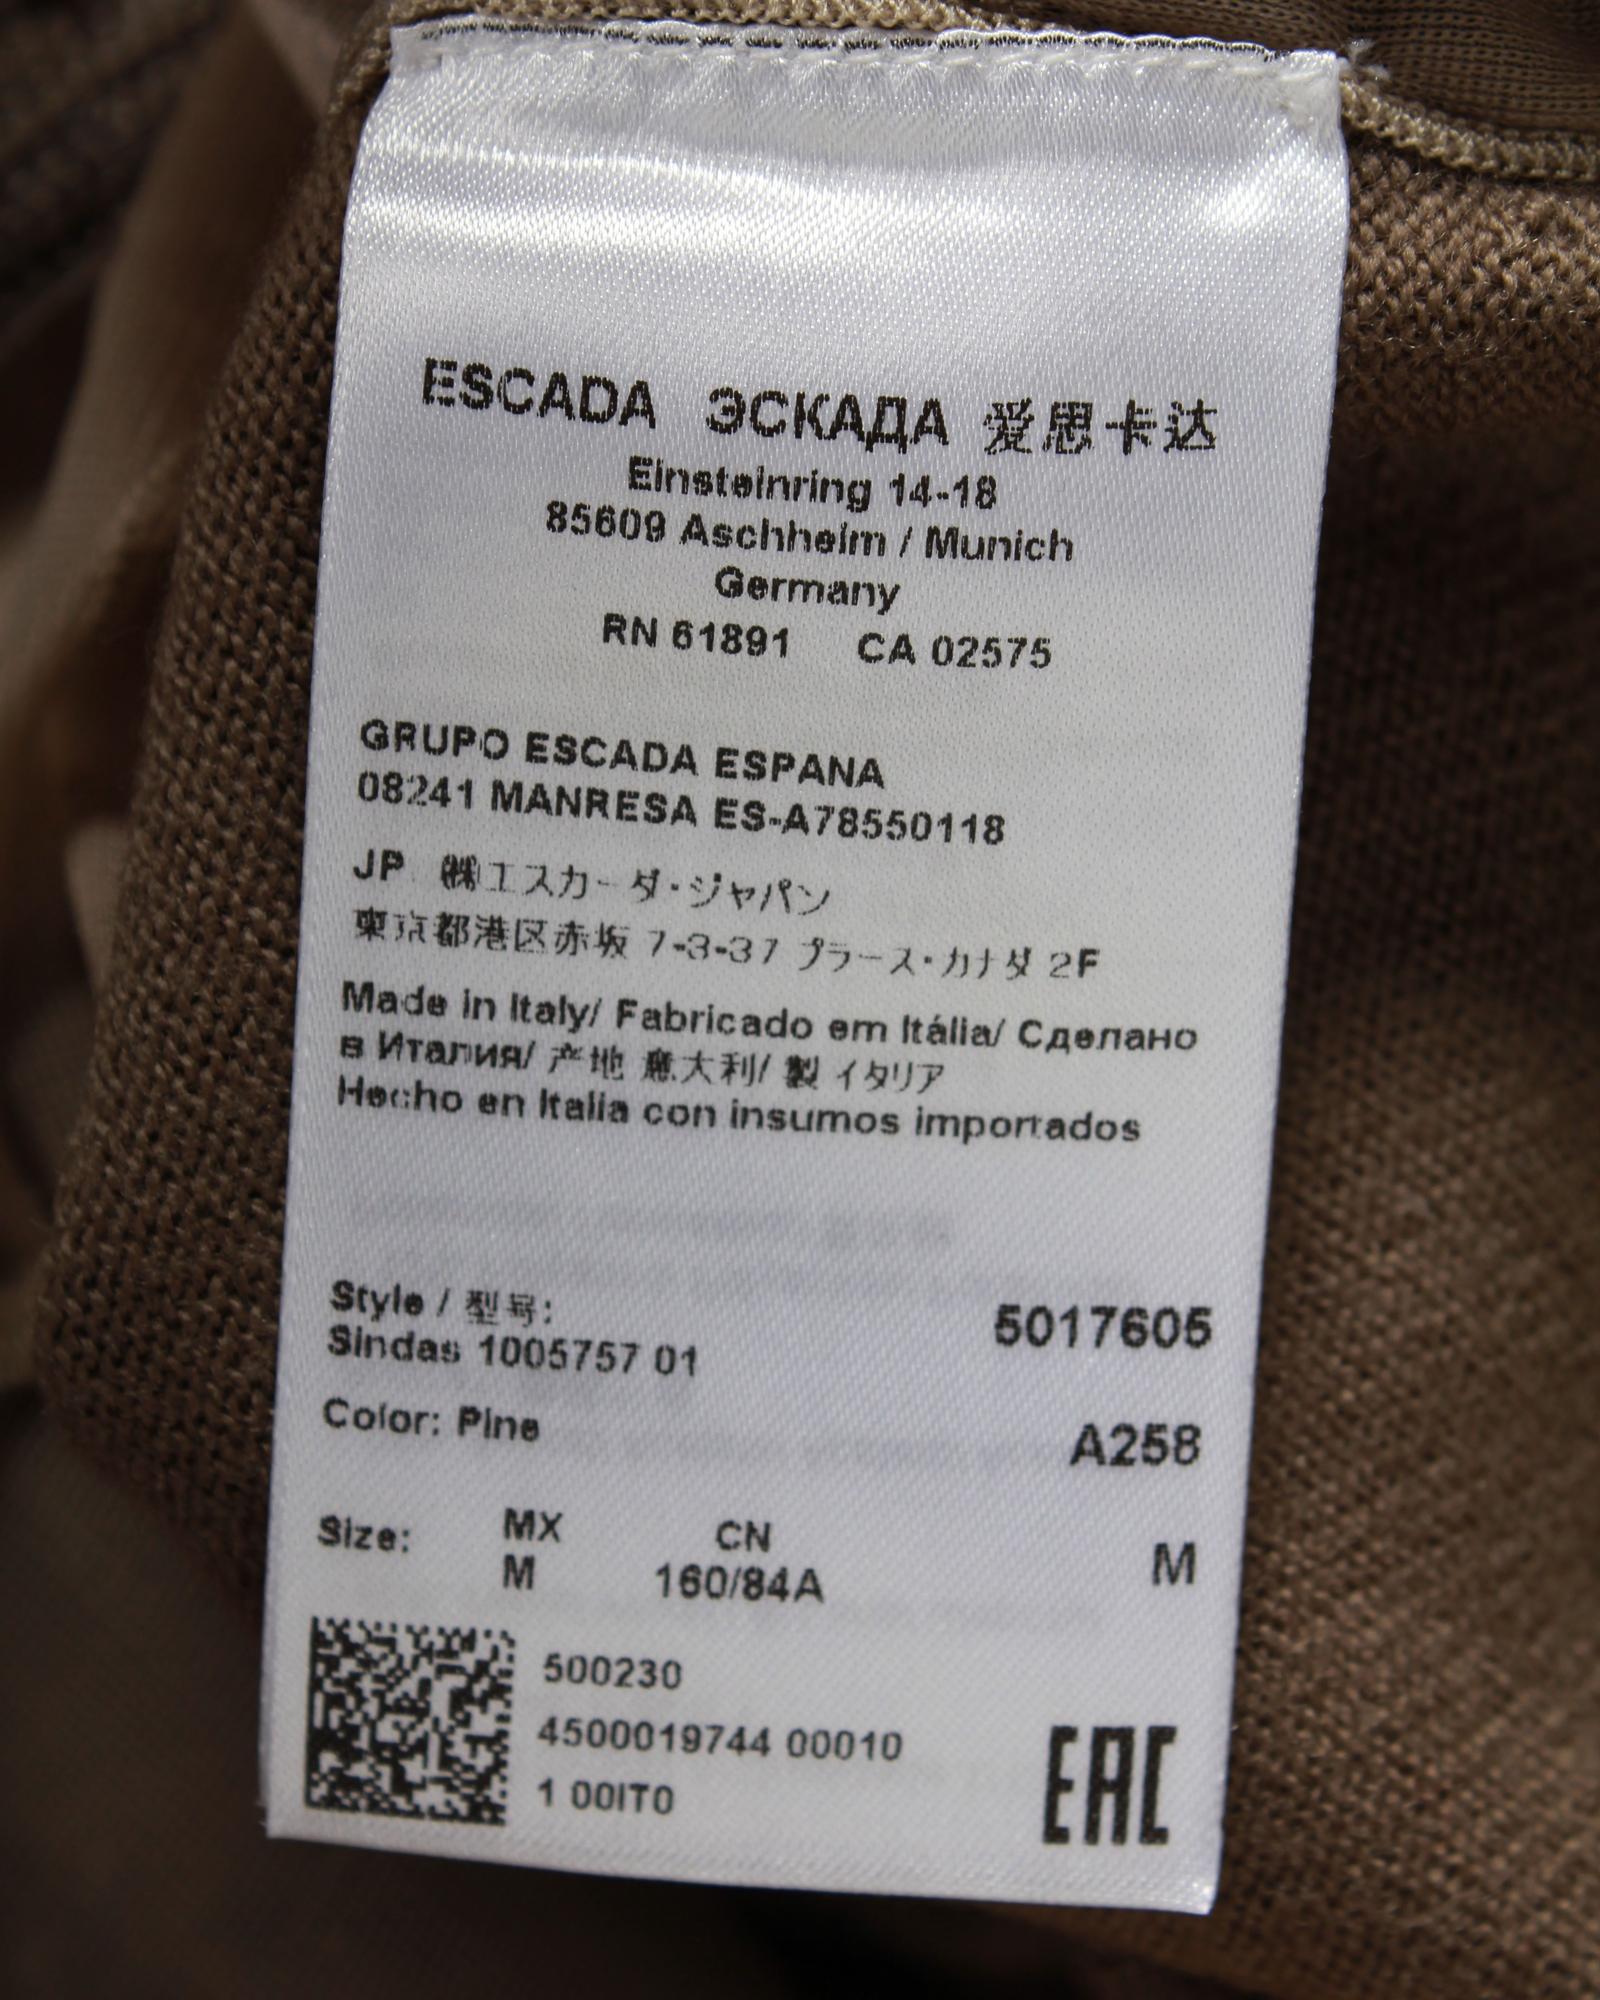 ESCADA ЭСКАДА 爱思卡达
Einsteinring 14-18
85609 Aschheim / Munich
Germany
RN 61891 CA 02575
GRUPO ESCADA ESPANA
08241 MANRESA ES-A78550118
JP ㈱エスカーダ・ジャパン
東京都港区赤坂 7-3-37 プラース・カナダ 2F
Made in Italy/ Fabricado em Itália/ Сделано
в Италия/ 产地 意大利/ 製 イタリア
Hecho en Italia con insumos importados
Style / 型号: 5017605
Sindas 1005757 01
Color: Pine A258
Size: MX CN M
M 160/84A
500230
4500019744 00010
1 00IT0
EAC